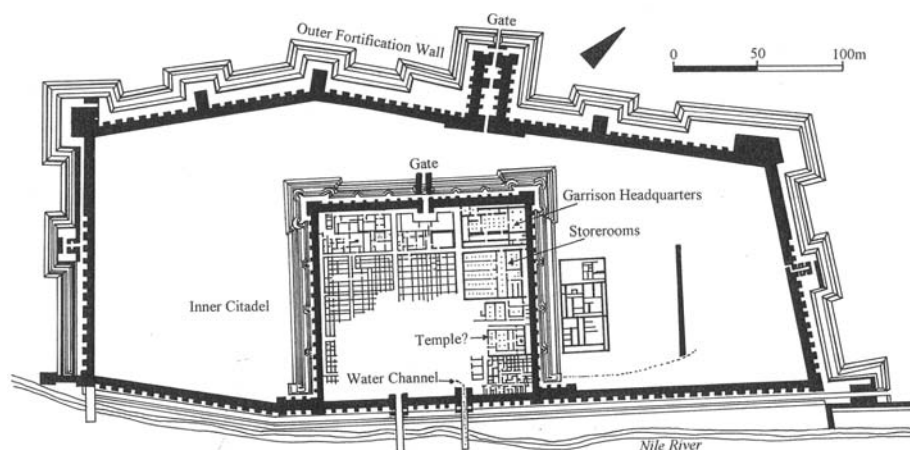 Gate
Outer Fortification Wall
0 50 100m
Gate
Garrison Headquarters
Storerooms
Inner Citadel
Temple?
Water Channel
Nile River